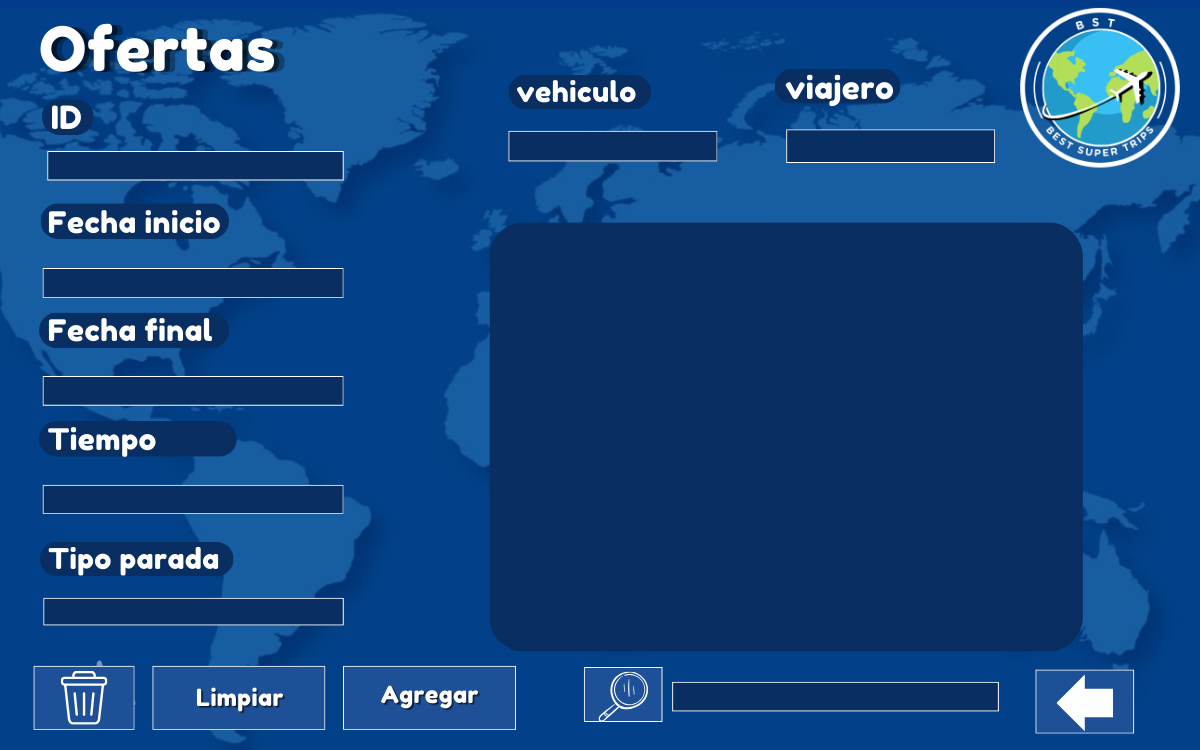 Ofertas
ID
Fecha inicio
Fecha final
Tiempo
Tipo parada
vehiculo
viajero
BST
BEST SUPER TRIPS
Limpiar
Agregar